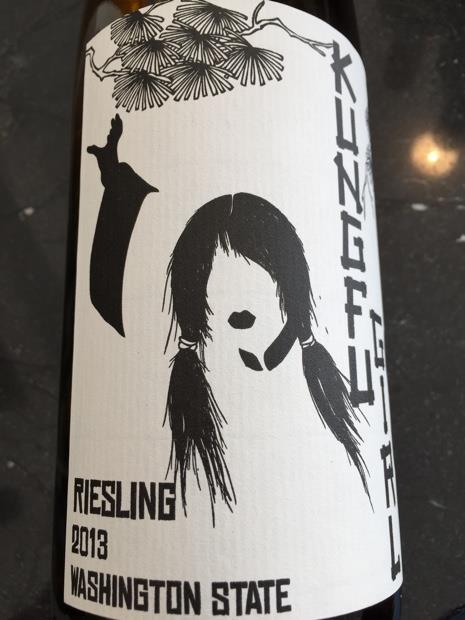 KUNGFU
GIRL
RIESLING
2013
WASHINGTON STATE